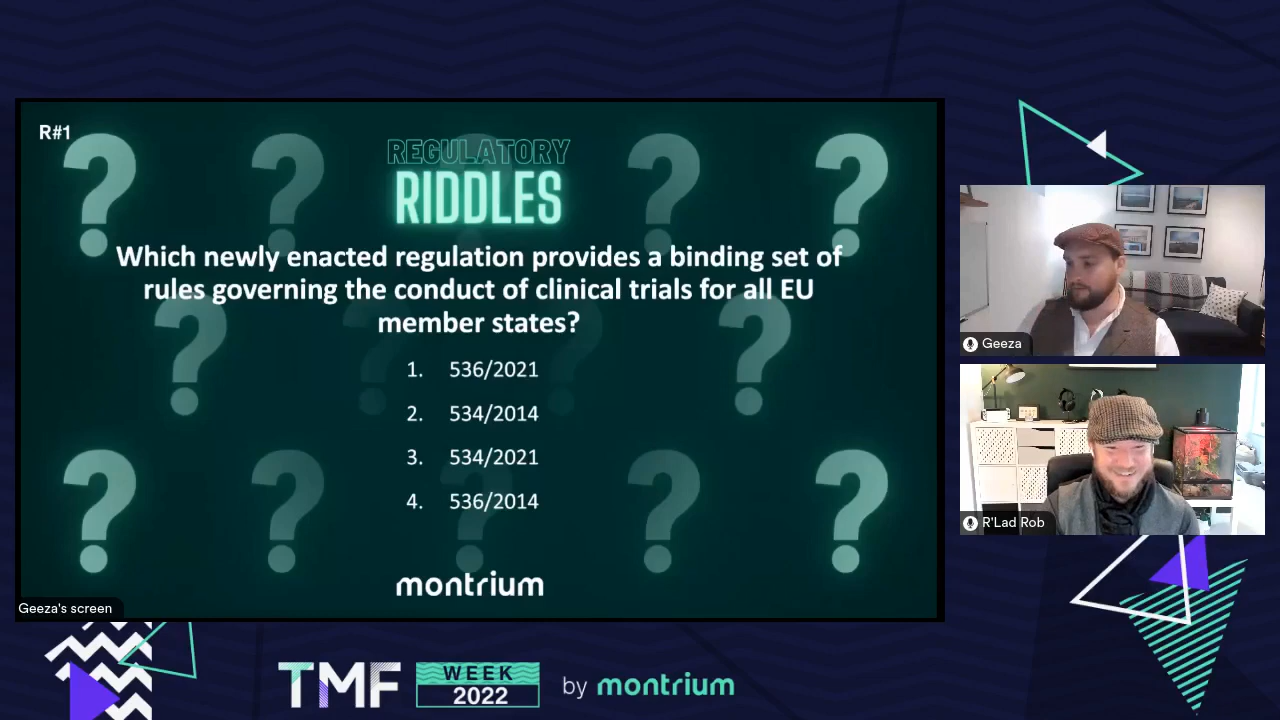 R#1
REGULATORY
RIDDLES
Which newly enacted regulation provides a binding set of
rules governing the conduct of clinical trials for all EU
member states?
1. 536/2021
2. 534/2014
3. 534/2021
4. 536/2014
montrium
Geeza's screen
Geeza
R'Lad Rob
TMF WEEK 2022 by montrium